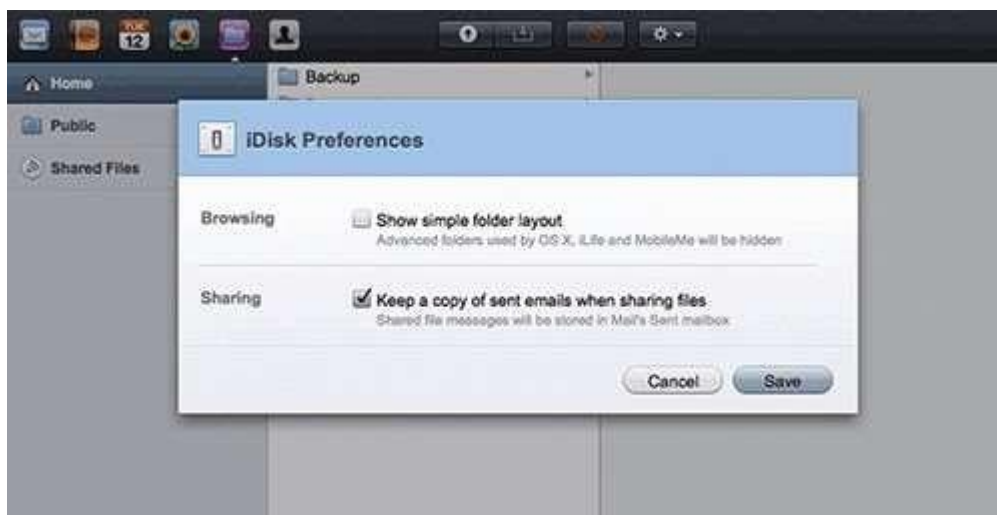 TUE
12
Home
Backup
Public
Shared Files
iDisk Preferences
Browsing
Show simple folder layout
Advanced folders used by OS X, iLife and MobileMe will be hidden
Sharing
Keep a copy of sent emails when sharing files
Shared file messages will be stored in Mail's Sent mailbox
Cancel
Save